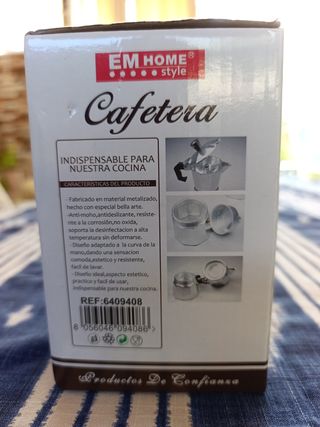 EM HOME
style
Cafetera
INDISPENSABLE PARA
NUESTRA COCINA
CARACTERISTICAS DEL PRODUCTO
- Fabricado en material metalizado,
hecho con especial bella arte.
-Anti-moho,antideslizante, resiste-
nte a la corrosión,no oxida,
soporta la desinfectacion a alta
temperatura sin deformarse.
- Diseño adaptado a la curva de la
mano,dando una sensacion
comoda,estetico y resistente,
facil de lavar.
- Diseño ideal,aspecto estetico,
practico y facil de usar,
indispensable para nuestra cocina.
REF:6409408
8 056046 094086 >
Productos De Confianza